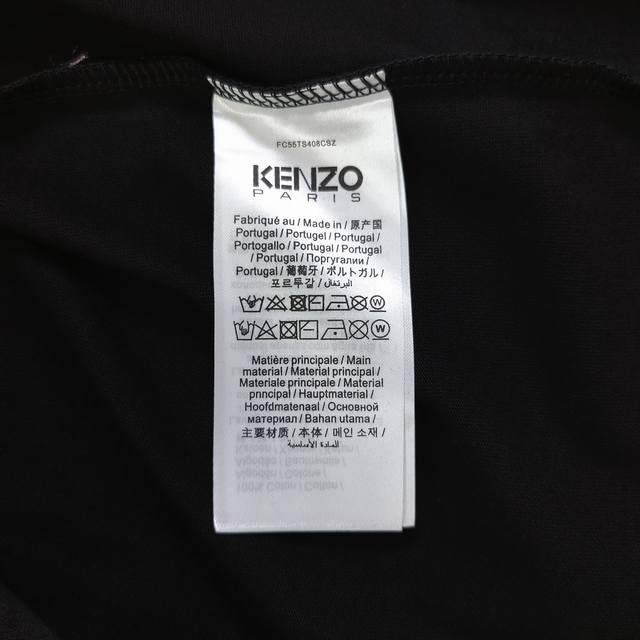 FC55TS408CSZ
KENZO
PARIS
Fabriqué au / Made in / 原产国
Portugal / Portugel / Portugal /
Portogallo / Portugal / Portugal
/ Portugal / Португалии /
Portugal / 葡萄牙 / ポルトガル /
포르투갈 / البرتغال /
Matière principale / Main
material / Material principal /
Materiale principale / Material
pnncipal / Hauptmaterial /
Hoofdmatenaal / Основной
материал / Bahan utama /
主要材质 / 本体 / 메인 소재 /
المادة الأساسية